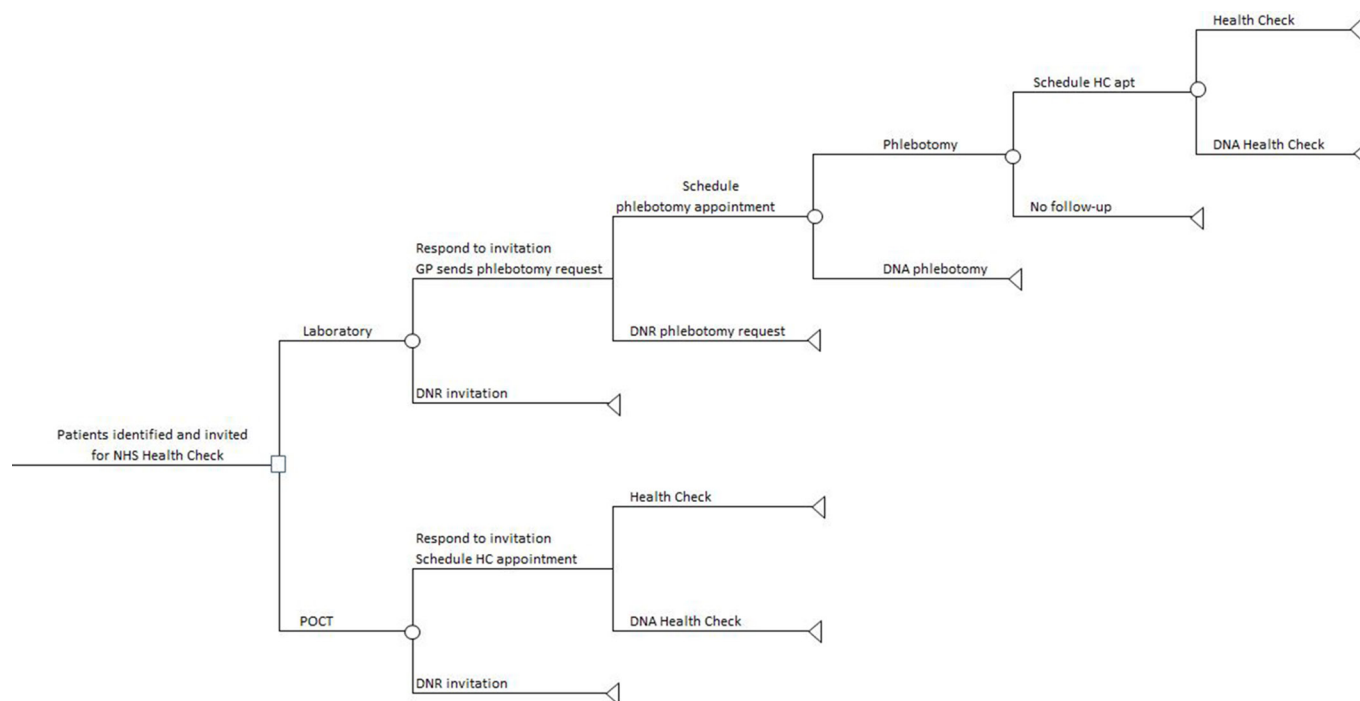 Health Check
Schedule HC apt
Phlebotomy
DNA Health Check
Schedule
phlebotomy appointment
No follow-up
Respond to invitation
GP sends phlebotomy request
DNA phlebotomy
Laboratory
DNR phlebotomy request
DNR invitation
Patients identified and invited
for NHS Health Check
Health Check
Respond to invitation
Schedule HC appointment
POCT
DNA Health Check
DNR invitation